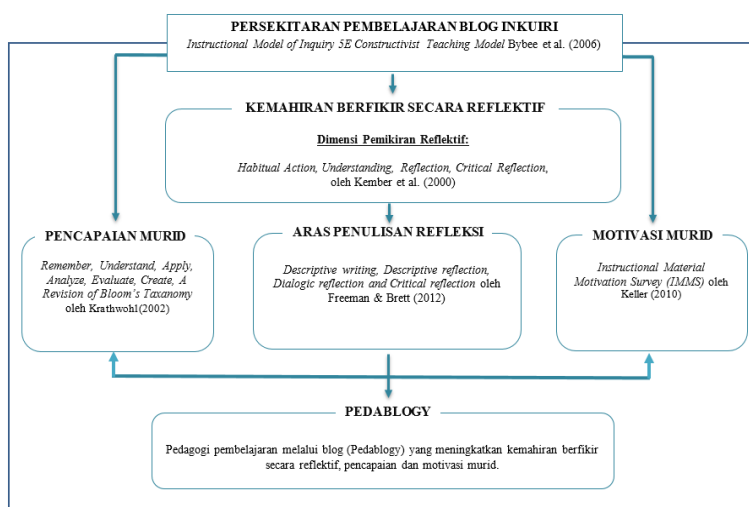 PERSEKITARAN PEMBELAJARAN BLOG INKUIRI
Instructional Model of Inquiry 5E Constructivist Teaching Model Bybee et al. (2006)
KEMAHIRAN BERFIKIR SECARA REFLEKTIF
Dimensi Pemikiran Reflektif:
Habitual Action, Understanding, Reflection, Critical Reflection,
oleh Kember et al. (2000)
PENCAPAIAN MURID
Remember, Understand, Apply,
Analyze, Evaluate, Create, A
Revision of Bloom's Taxanomy
oleh Krathwohl(2002)
ARAS PENULISAN REFLEKSI
Descriptive writing, Descriptive reflection,
Dialogic reflection and Critical reflection oleh
Freeman & Brett (2012)
MOTIVASI MURID
Instructional Material
Motivation Survey (IMMS) oleh
Keller (2010)
PEDABLOGY
Pedagogi pembelajaran melalui blog (Pedablogy) yang meningkatkan kemahiran berfikir
secara reflektif, pencapaian dan motivasi murid.